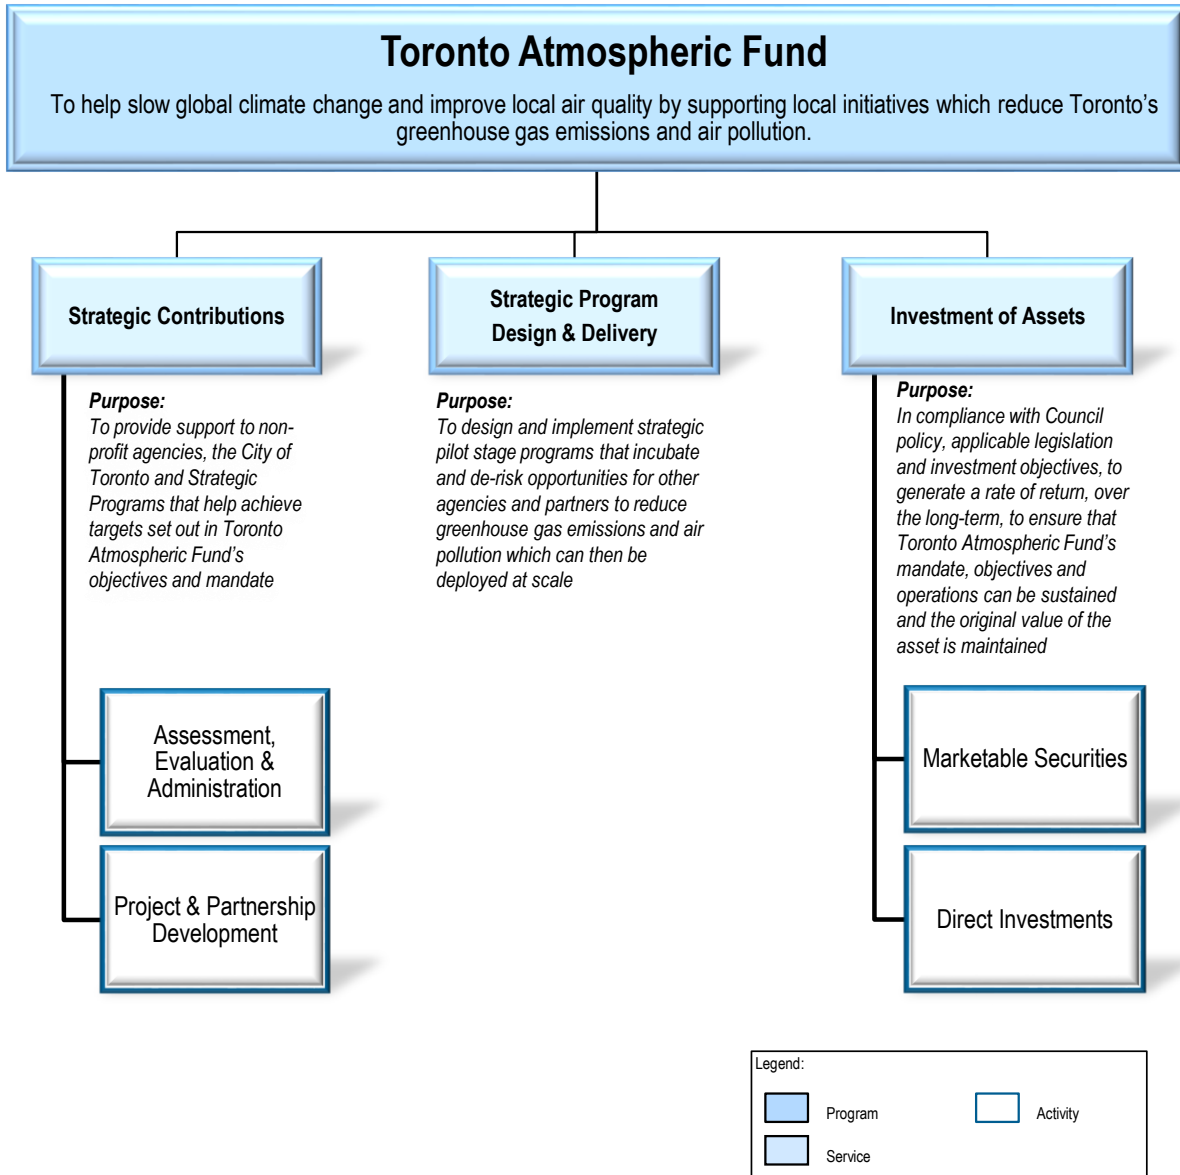 Toronto Atmospheric Fund
To help slow global climate change and improve local air quality by supporting local initiatives which reduce Toronto's
greenhouse gas emissions and air pollution.
Strategic Contributions
Purpose:
To provide support to non-
profit agencies, the City of
Toronto and Strategic
Programs that help achieve
targets set out in Toronto
Atmospheric Fund's
objectives and mandate
Assessment,
Evaluation &
Administration
Project & Partnership
Development
Strategic Program
Design & Delivery
Purpose:
To design and implement strategic
pilot stage programs that incubate
and de-risk opportunities for other
agencies and partners to reduce
greenhouse gas emissions and air
pollution which can then be
deployed at scale
Investment of Assets
Purpose:
In compliance with Council
policy, applicable legislation
and investment objectives, to
generate a rate of return, over
the long-term, to ensure that
Toronto Atmospheric Fund's
mandate, objectives and
operations can be sustained
and the original value of the
asset is maintained
Marketable Securities
Direct Investments
Legend:
Program
Activity
Service